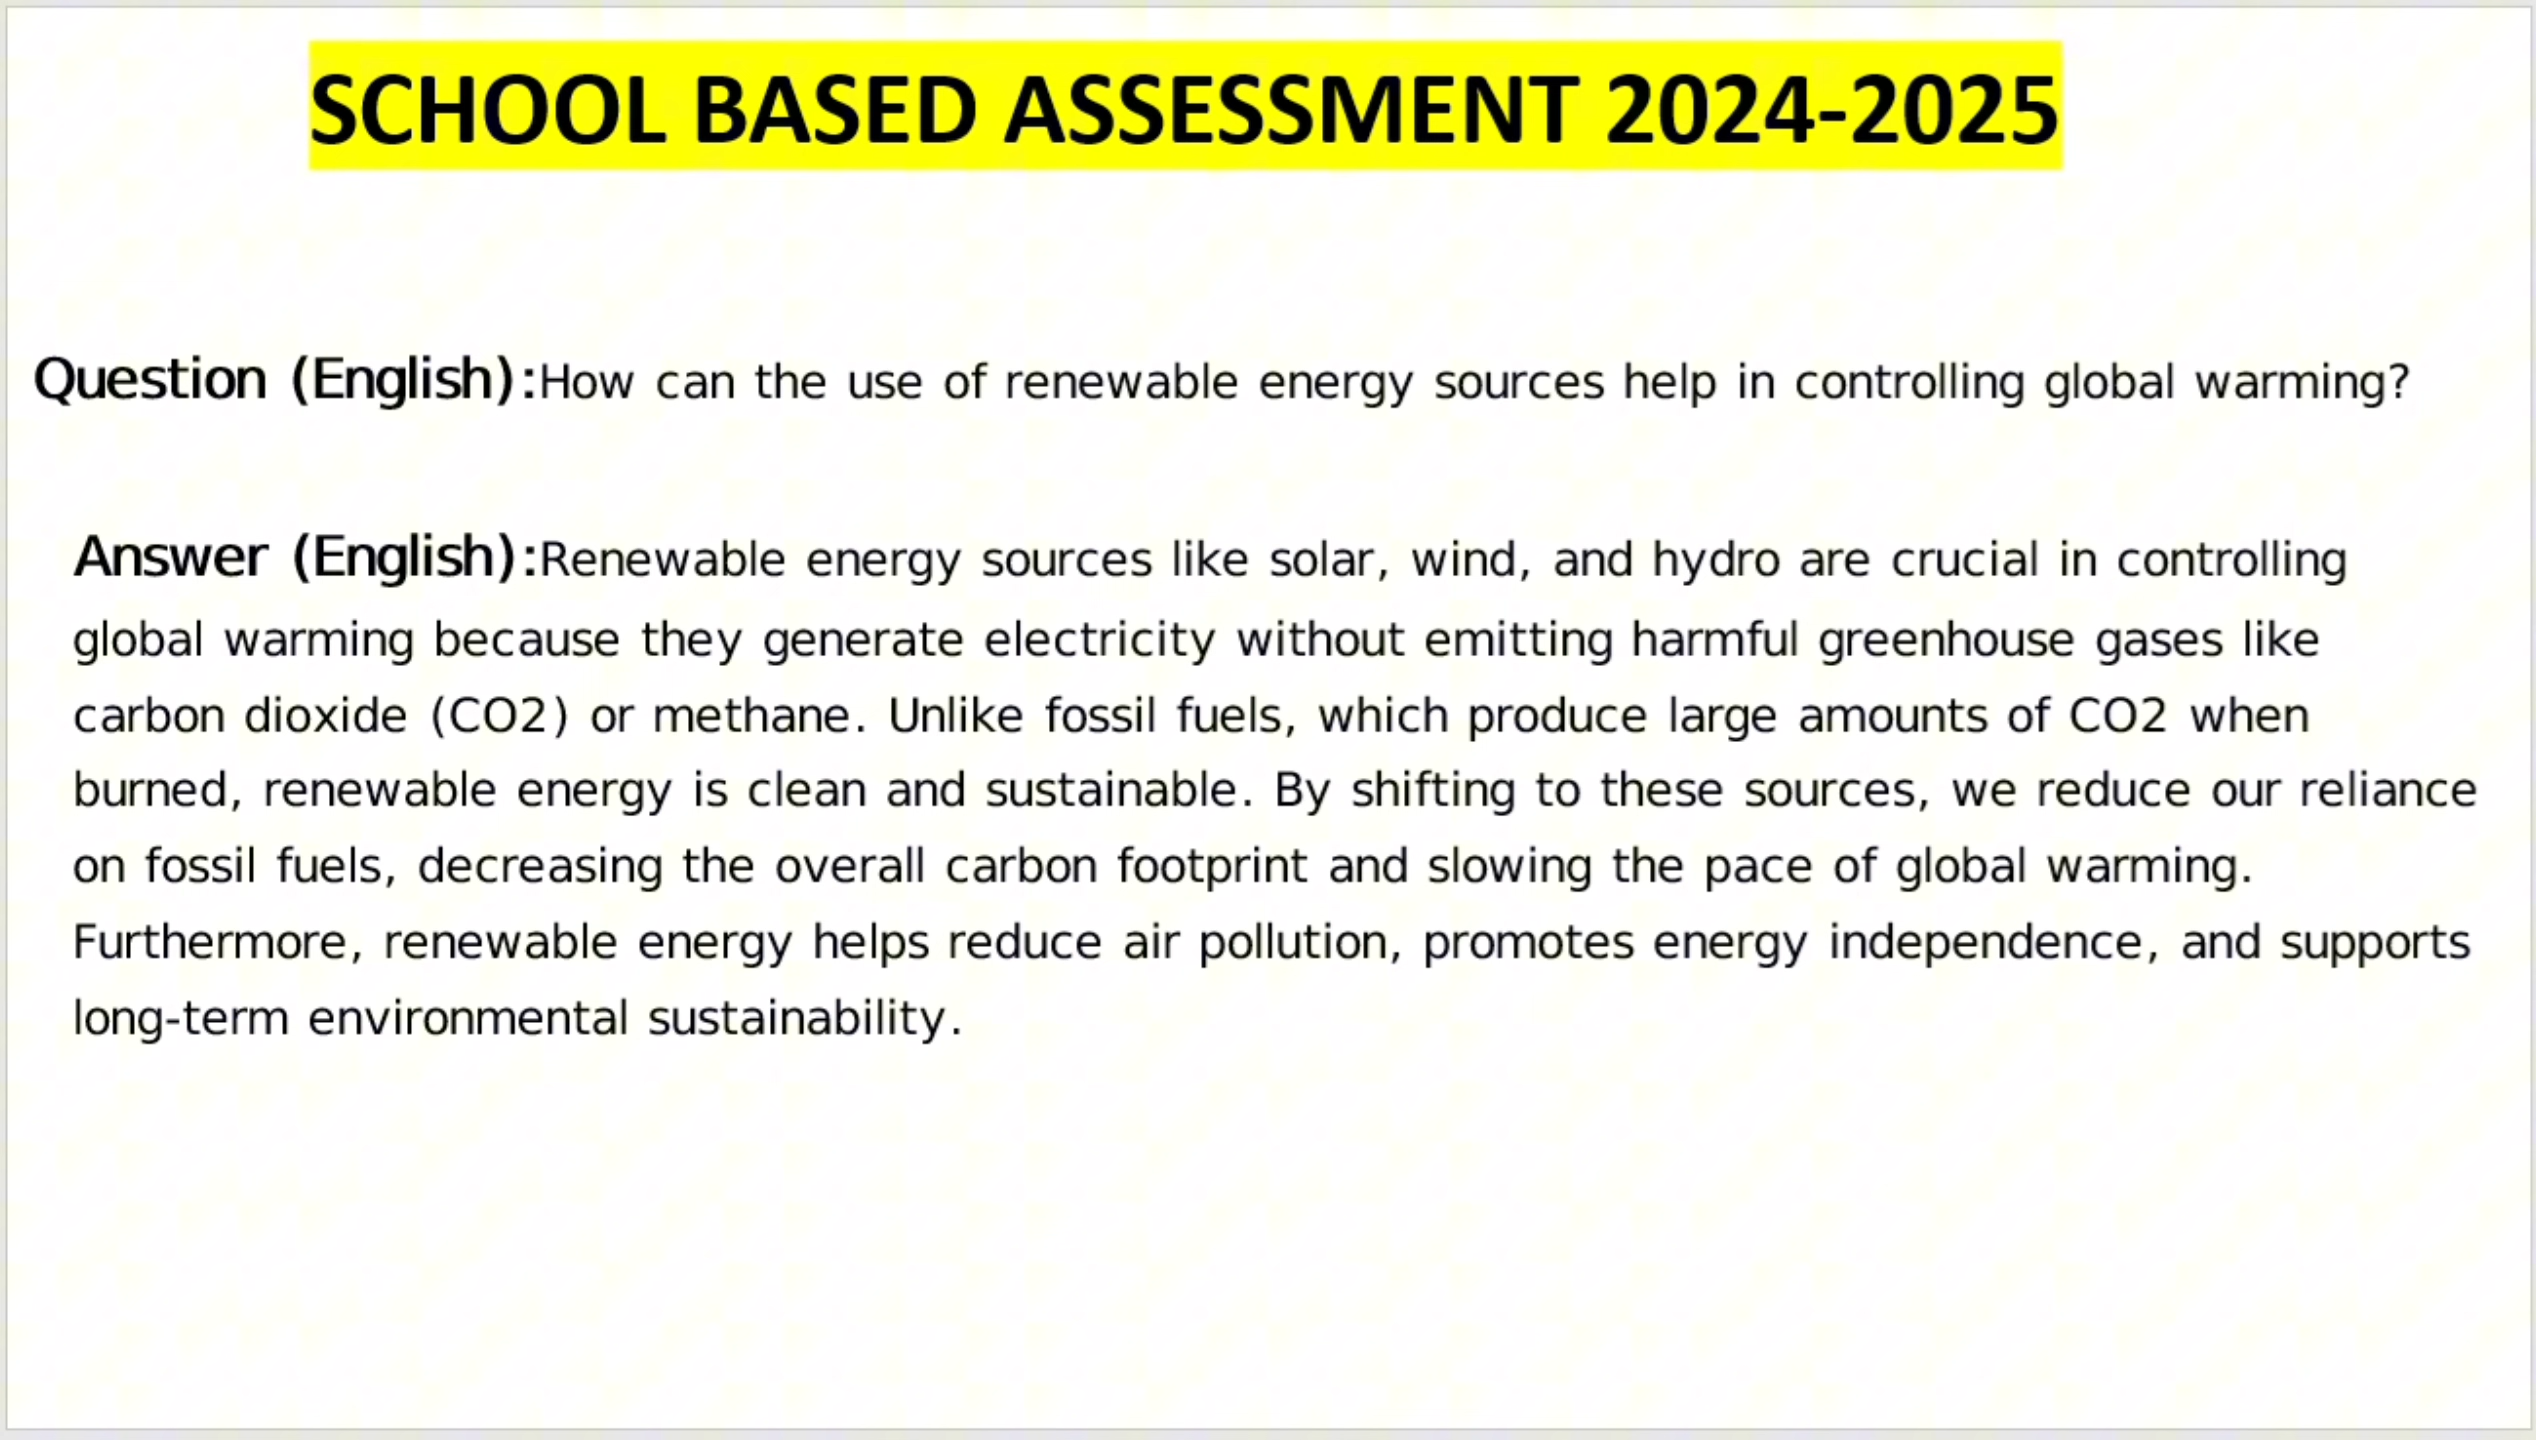 SCHOOL BASED ASSESSMENT 2024-2025
Question (English):How can the use of renewable energy sources help in controlling global warming?
Answer (English):Renewable energy sources like solar, wind, and hydro are crucial in controlling
global warming because they generate electricity without emitting harmful greenhouse gases like
carbon dioxide (CO2) or methane. Unlike fossil fuels, which produce large amounts of CO2 when
burned, renewable energy is clean and sustainable. By shifting to these sources, we reduce our reliance
on fossil fuels, decreasing the overall carbon footprint and slowing the pace of global warming.
Furthermore, renewable energy helps reduce air pollution, promotes energy independence, and supports
long-term environmental sustainability.